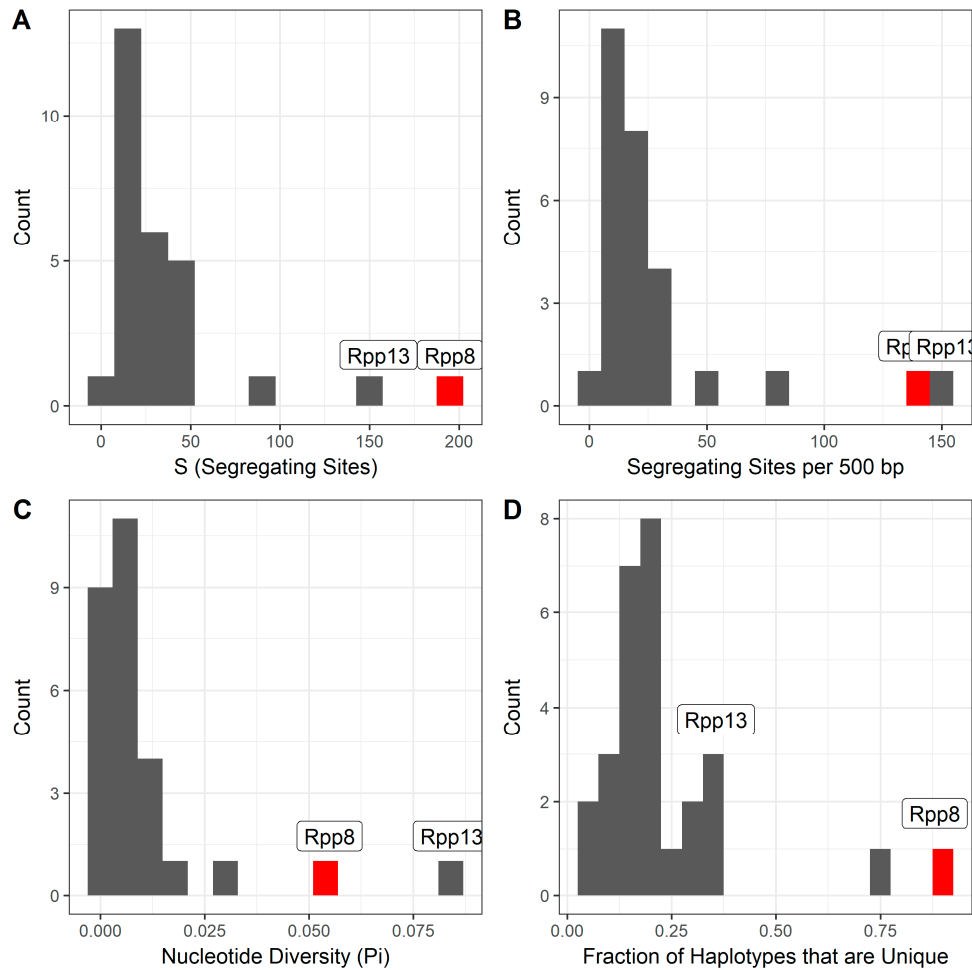 A
Count
10
5
0
Rpp13
Rpp8
0
50
100
150
200
S (Segregating Sites)
B
Count
9
6
3
0
Rp
Rpp13
0
50
100
150
Segregating Sites per 500 bp
C
Count
9
6
3
0
Rpp8
Rpp13
0.000
0.025
0.050
0.075
Nucleotide Diversity (Pi)
D
Count
8
6
4
2
0
Rpp13
Rpp8
0.00
0.25
0.50
0.75
Fraction of Haplotypes that are Unique